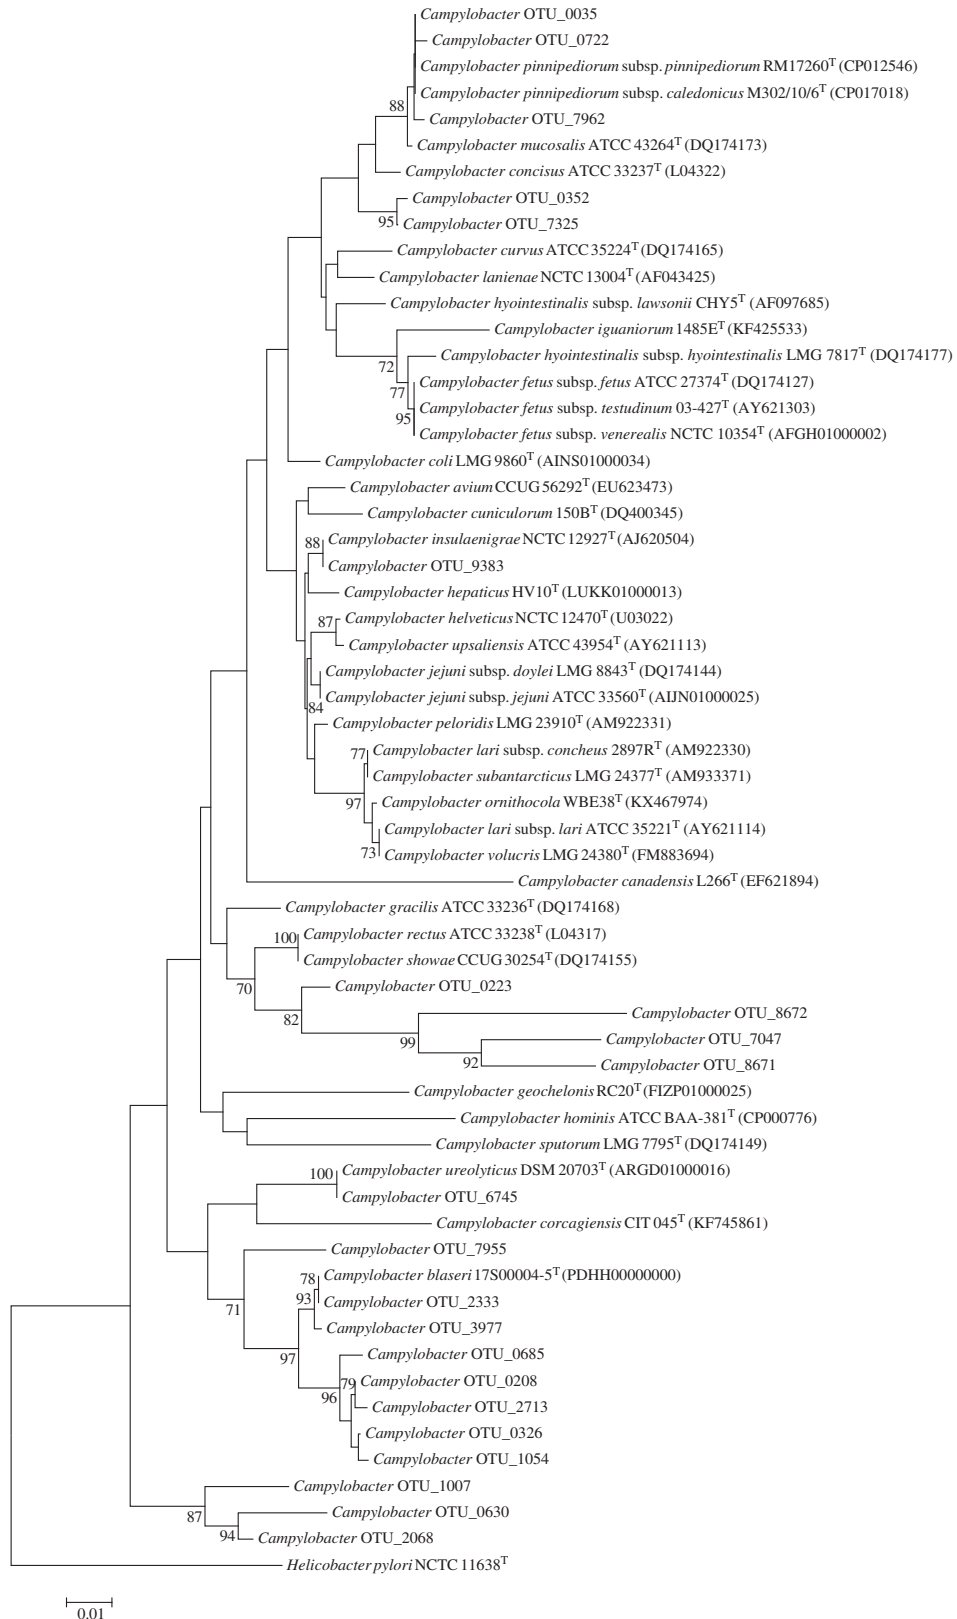 Campylobacter OTU_0035
Campylobacter OTU_0722
Campylobacter pinnipediorum subsp. pinnipediorum RM17260ᵀ (CP012546)
Campylobacter pinnipediorum subsp. caledonicus M302/10/6ᵀ (CP017018)
88
Campylobacter OTU_7962
Campylobacter mucosalis ATCC 43264ᵀ (DQ174173)
Campylobacter concisus ATCC 33237ᵀ (L04322)
Campylobacter OTU_0352
95
Campylobacter OTU_7325
Campylobacter curvus ATCC 35224ᵀ (DQ174165)
Campylobacter lanienae NCTC 13004ᵀ (AF043425)
Campylobacter hyointestinalis subsp. lawsonii CHY5ᵀ (AF097685)
Campylobacter iguaniorum 1485Eᵀ (KF425533)
Campylobacter hyointestinalis subsp. hyointestinalis LMG 7817ᵀ (DQ174177)
72
Campylobacter fetus subsp. fetus ATCC 27374ᵀ (DQ174127)
77
Campylobacter fetus subsp. testudinum 03-427ᵀ (AY621303)
95
Campylobacter fetus subsp. venerealis NCTC 10354ᵀ (AFGH01000002)
Campylobacter coli LMG 9860ᵀ (AINS01000034)
Campylobacter avium CCUG 56292ᵀ (EU623473)
Campylobacter cuniculorum 150Bᵀ (DQ400345)
88
Campylobacter insulaenigrae NCTC 12927ᵀ (AJ620504)
Campylobacter OTU_9383
Campylobacter hepaticus HV10ᵀ (LUKK01000013)
87
Campylobacter helveticus NCTC 12470ᵀ (U03022)
Campylobacter upsaliensis ATCC 43954ᵀ (AY621113)
Campylobacter jejuni subsp. doylei LMG 8843ᵀ (DQ174144)
Campylobacter jejuni subsp. jejuni ATCC 33560ᵀ (AIJN01000025)
84
Campylobacter peloridis LMG 23910ᵀ (AM922331)
77
Campylobacter lari subsp. concheus 2897Rᵀ (AM922330)
Campylobacter subantarcticus LMG 24377ᵀ (AM933371)
97
Campylobacter ornithocola WBE38ᵀ (KX467974)
Campylobacter lari subsp. lari ATCC 35221ᵀ (AY621114)
73
Campylobacter volucris LMG 24380ᵀ (FM883694)
Campylobacter canadensis L266ᵀ (EF621894)
Campylobacter gracilis ATCC 33236ᵀ (DQ174168)
100
Campylobacter rectus ATCC 33238ᵀ (L04317)
Campylobacter showae CCUG 30254ᵀ (DQ174155)
70
Campylobacter OTU_0223
82
Campylobacter OTU_8672
99
Campylobacter OTU_7047
92
Campylobacter OTU_8671
Campylobacter geochelonis RC20ᵀ (FIZP01000025)
Campylobacter hominis ATCC BAA-381ᵀ (CP000776)
Campylobacter sputorum LMG 7795ᵀ (DQ174149)
100
Campylobacter ureolyticus DSM 20703ᵀ (ARGD01000016)
Campylobacter OTU_6745
Campylobacter corcagiensis CIT 045ᵀ (KF745861)
Campylobacter OTU_7955
78
Campylobacter blaseri 17S00004-5ᵀ (PDHH00000000)
93
Campylobacter OTU_2333
71
Campylobacter OTU_3977
97
Campylobacter OTU_0685
79
Campylobacter OTU_0208
96
Campylobacter OTU_2713
Campylobacter OTU_0326
Campylobacter OTU_1054
Campylobacter OTU_1007
87
Campylobacter OTU_0630
94
Campylobacter OTU_2068
Helicobacter pylori NCTC 11638ᵀ
0.01